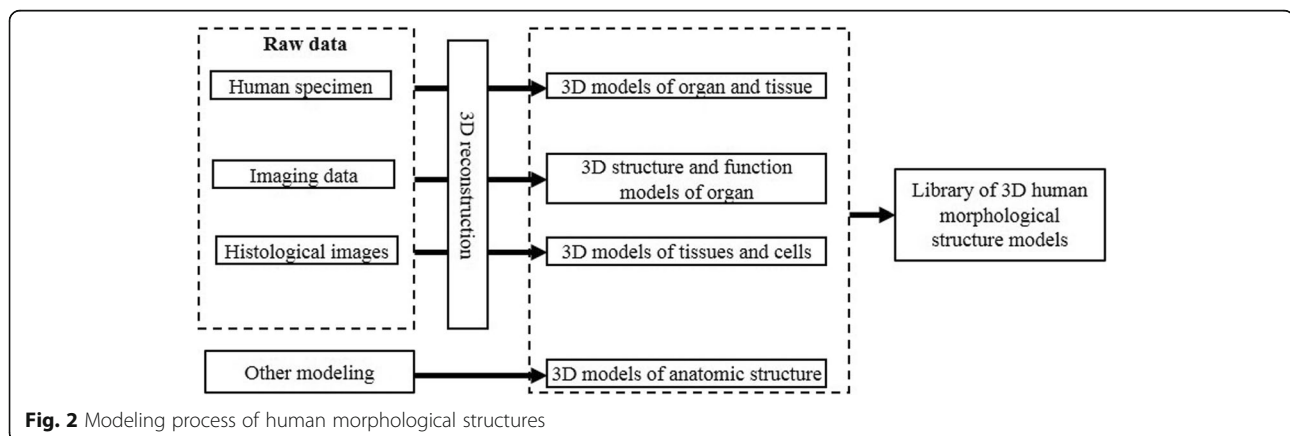 Raw data
Human specimen
Imaging data
Histological images
Other modeling
3D reconstruction
3D models of organ and tissue
3D structure and function
models of organ
3D models of tissues and cells
3D models of anatomic structure
Library of 3D human
morphological
structure models
Fig. 2 Modeling process of human morphological structures